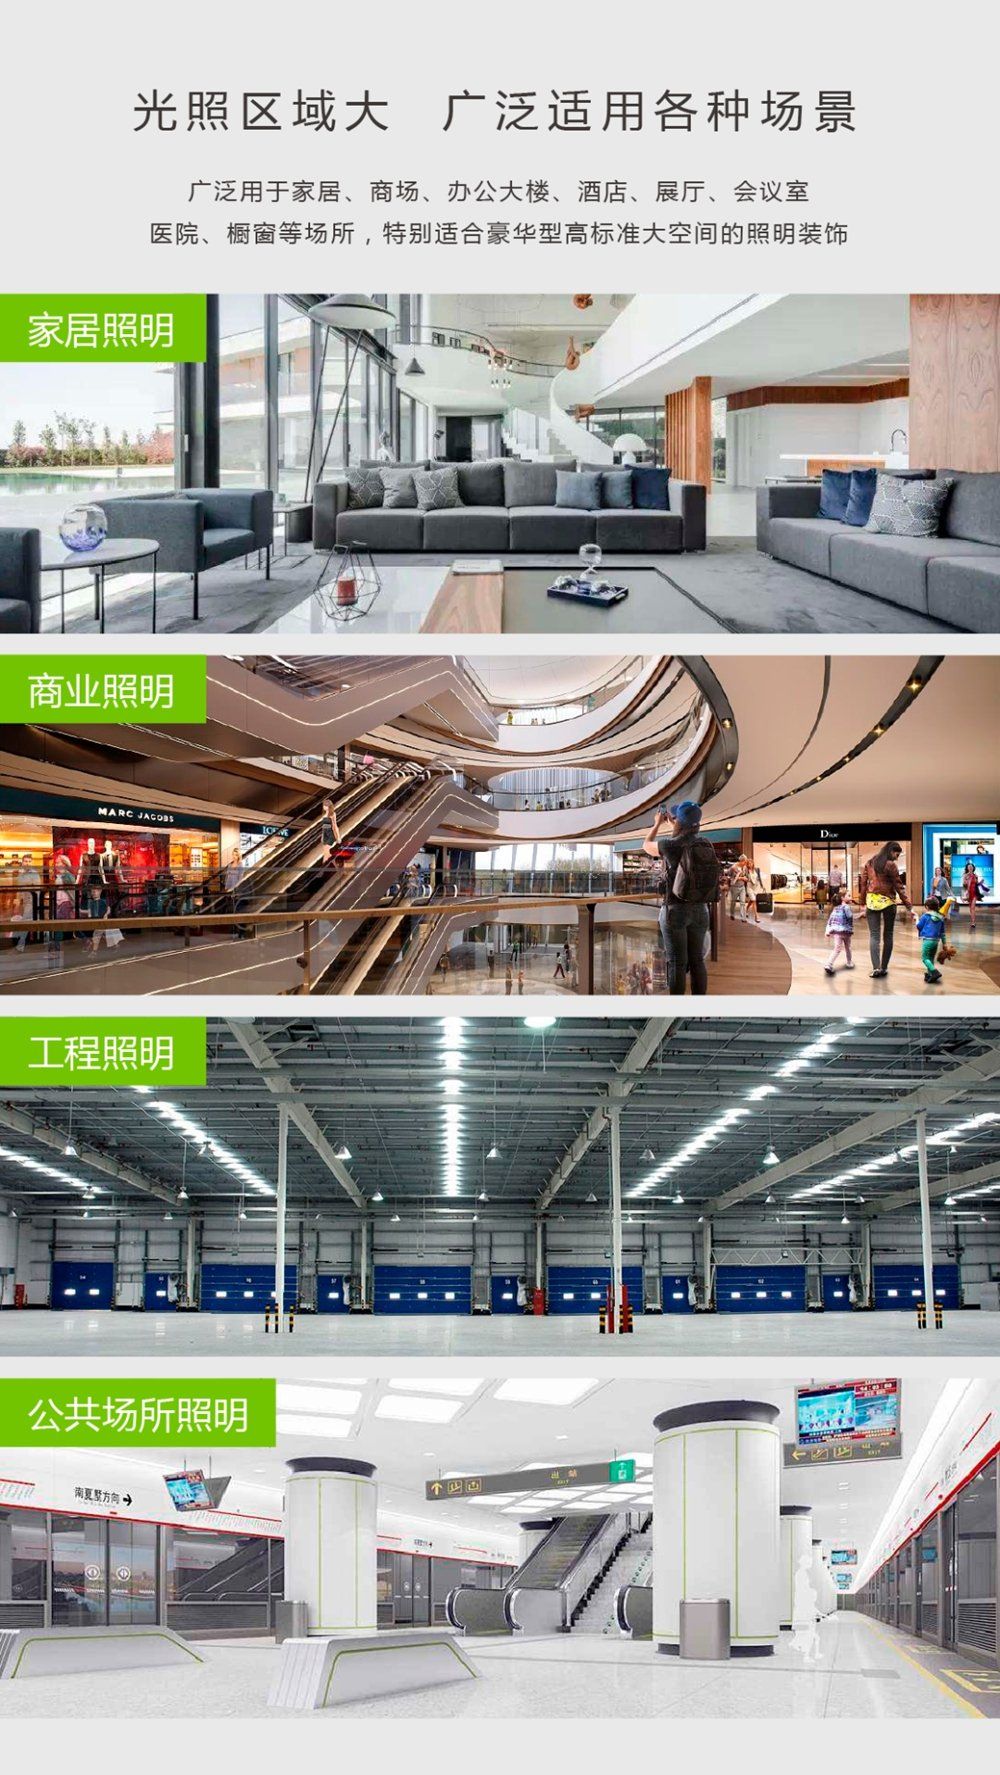 光照区域大 广泛适用各种场景
广泛用于家居、商场、办公大楼、酒店、展厅、会议室
医院、橱窗等场所，特别适合豪华型高标准大空间的照明装饰
家居照明
商业照明
MARC JACOBS
LOEWE
Dior
工程照明
公共场所照明
南夏墅方向
出站
EXIT